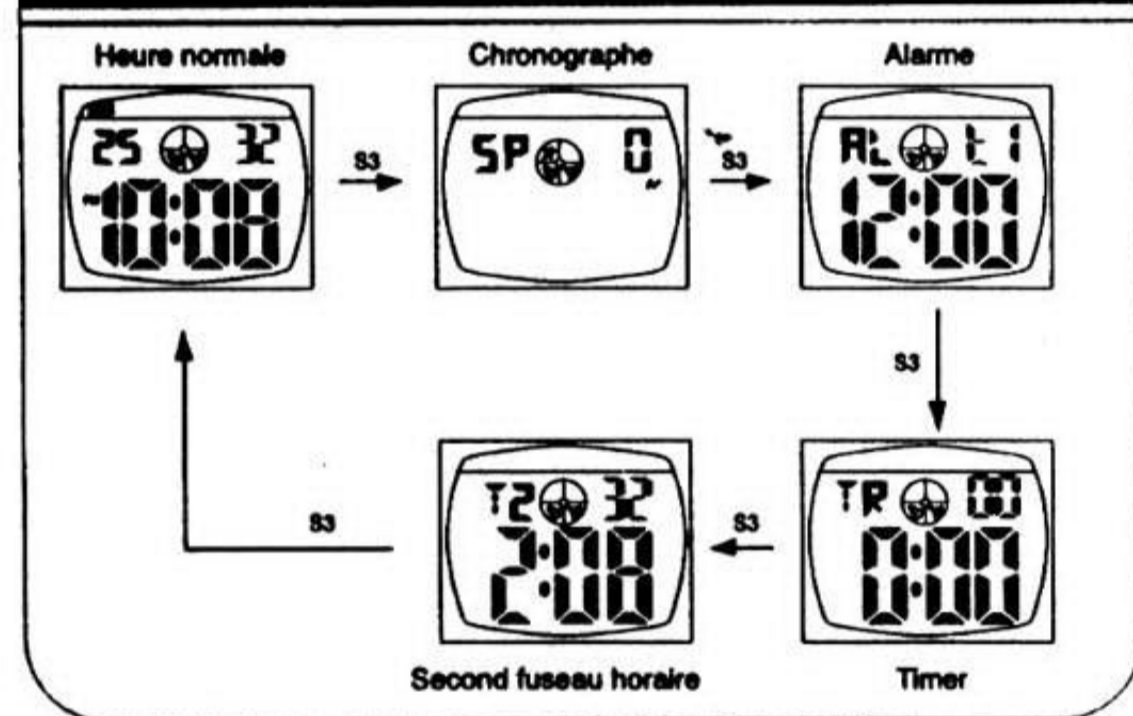 Heure normale
Chronographe
Alarme
25 32
10:08
S3
SP 0
S3
AL t1
12:00
S3
S3
T2 32
2:08
S3
TR 00
0:00
Second fuseau horaire
Timer